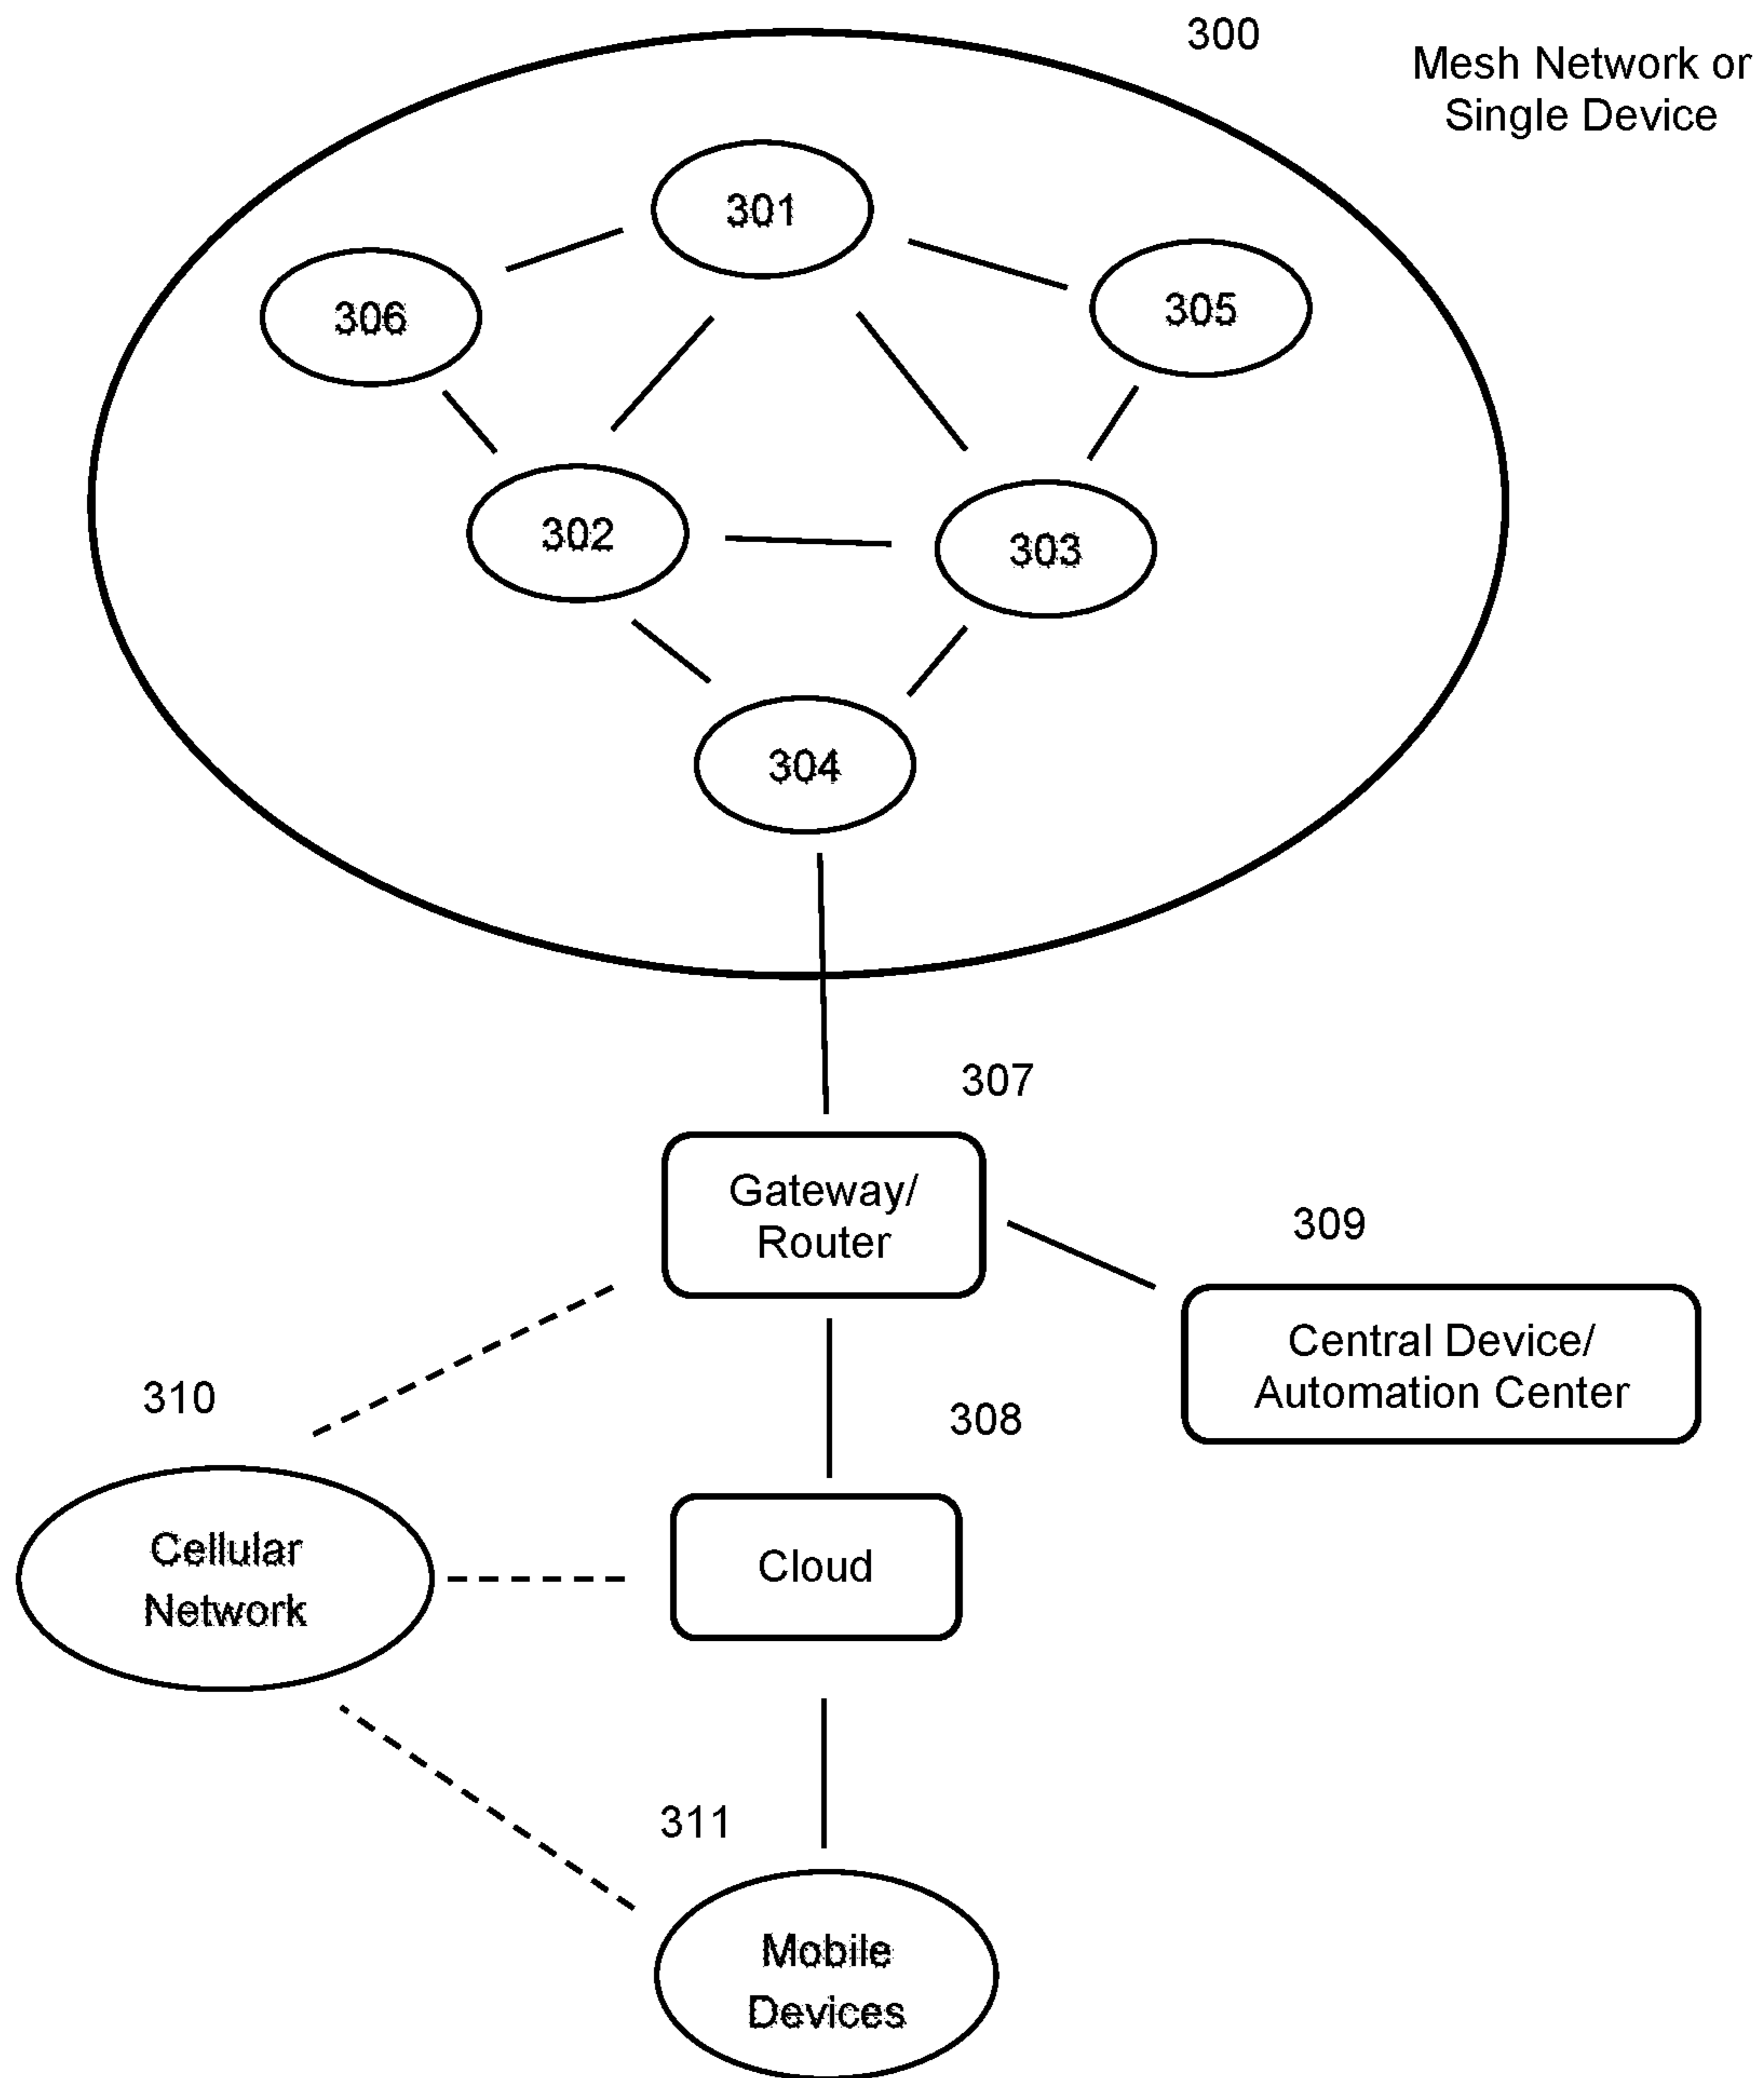 300
Mesh Network or
Single Device
301
306
305
302
303
304
307
Gateway/
Router
309
Central Device/
Automation Center
310
308
Cellular
Network
Cloud
311
Mobile
Devices